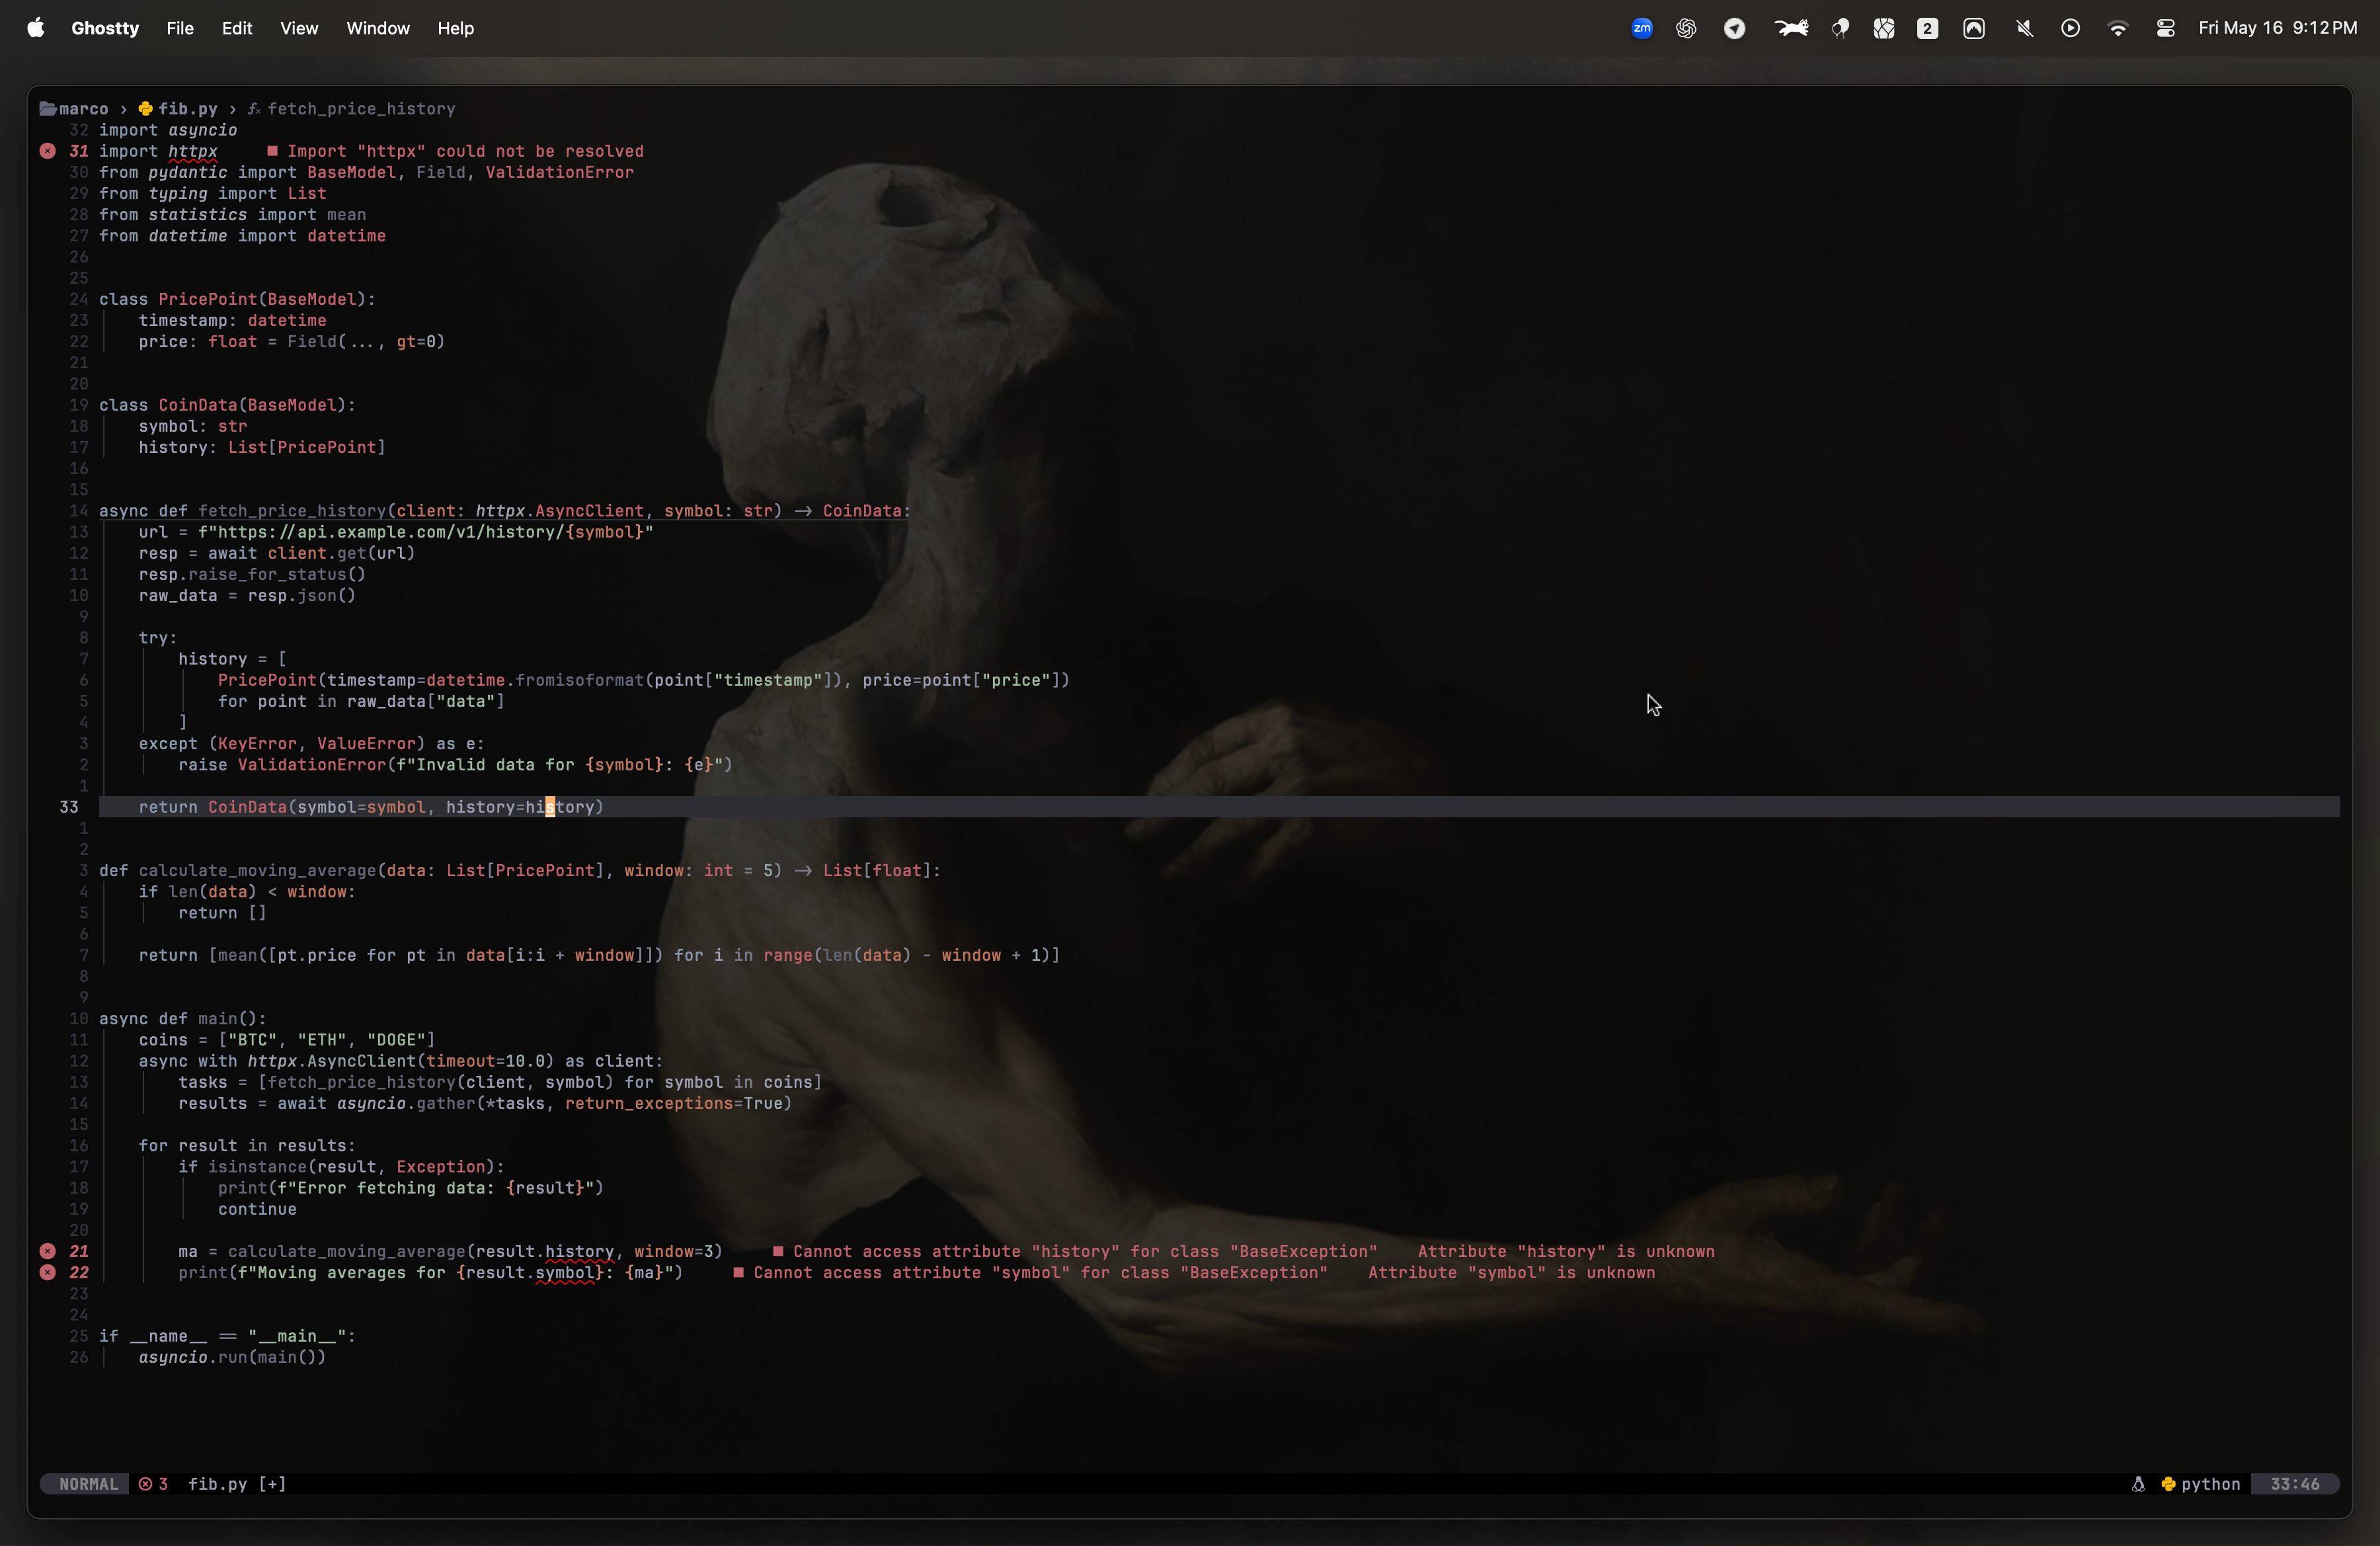 Ghostty File Edit View Window Help zm 2 Fri May 16 9:12 PM
marco › fib.py › fx fetch_price_history
32 import asyncio
31 import httpx ■ Import "httpx" could not be resolved
30 from pydantic import BaseModel, Field, ValidationError
29 from typing import List
28 from statistics import mean
27 from datetime import datetime
26
25
24 class PricePoint(BaseModel):
23     timestamp: datetime
22     price: float = Field(..., gt=0)
21
20
19 class CoinData(BaseModel):
18     symbol: str
17     history: List[PricePoint]
16
15
14 async def fetch_price_history(client: httpx.AsyncClient, symbol: str) -> CoinData:
13     url = f"https://api.example.com/v1/history/{symbol}"
12     resp = await client.get(url)
11     resp.raise_for_status()
10     raw_data = resp.json()
9
8     try:
7         history = [
6             PricePoint(timestamp=datetime.fromisoformat(point["timestamp"]), price=point["price"])
5             for point in raw_data["data"]
4         ]
3     except (KeyError, ValueError) as e:
2         raise ValidationError(f"Invalid data for {symbol}: {e}")
1
33     return CoinData(symbol=symbol, history=history)
1
2
3 def calculate_moving_average(data: List[PricePoint], window: int = 5) -> List[float]:
4     if len(data) < window:
5         return []
6
7     return [mean([pt.price for pt in data[i:i + window]]) for i in range(len(data) - window + 1)]
8
9
10 async def main():
11     coins = ["BTC", "ETH", "DOGE"]
12     async with httpx.AsyncClient(timeout=10.0) as client:
13         tasks = [fetch_price_history(client, symbol) for symbol in coins]
14         results = await asyncio.gather(*tasks, return_exceptions=True)
15
16     for result in results:
17         if isinstance(result, Exception):
18             print(f"Error fetching data: {result}")
19             continue
20
21         ma = calculate_moving_average(result.history, window=3) ■ Cannot access attribute "history" for class "BaseException" Attribute "history" is unknown
22         print(f"Moving averages for {result.symbol}: {ma}") ■ Cannot access attribute "symbol" for class "BaseException" Attribute "symbol" is unknown
23
24
25 if __name__ == "__main__":
26     asyncio.run(main())
NORMAL 3 fib.py [+] python 33:46